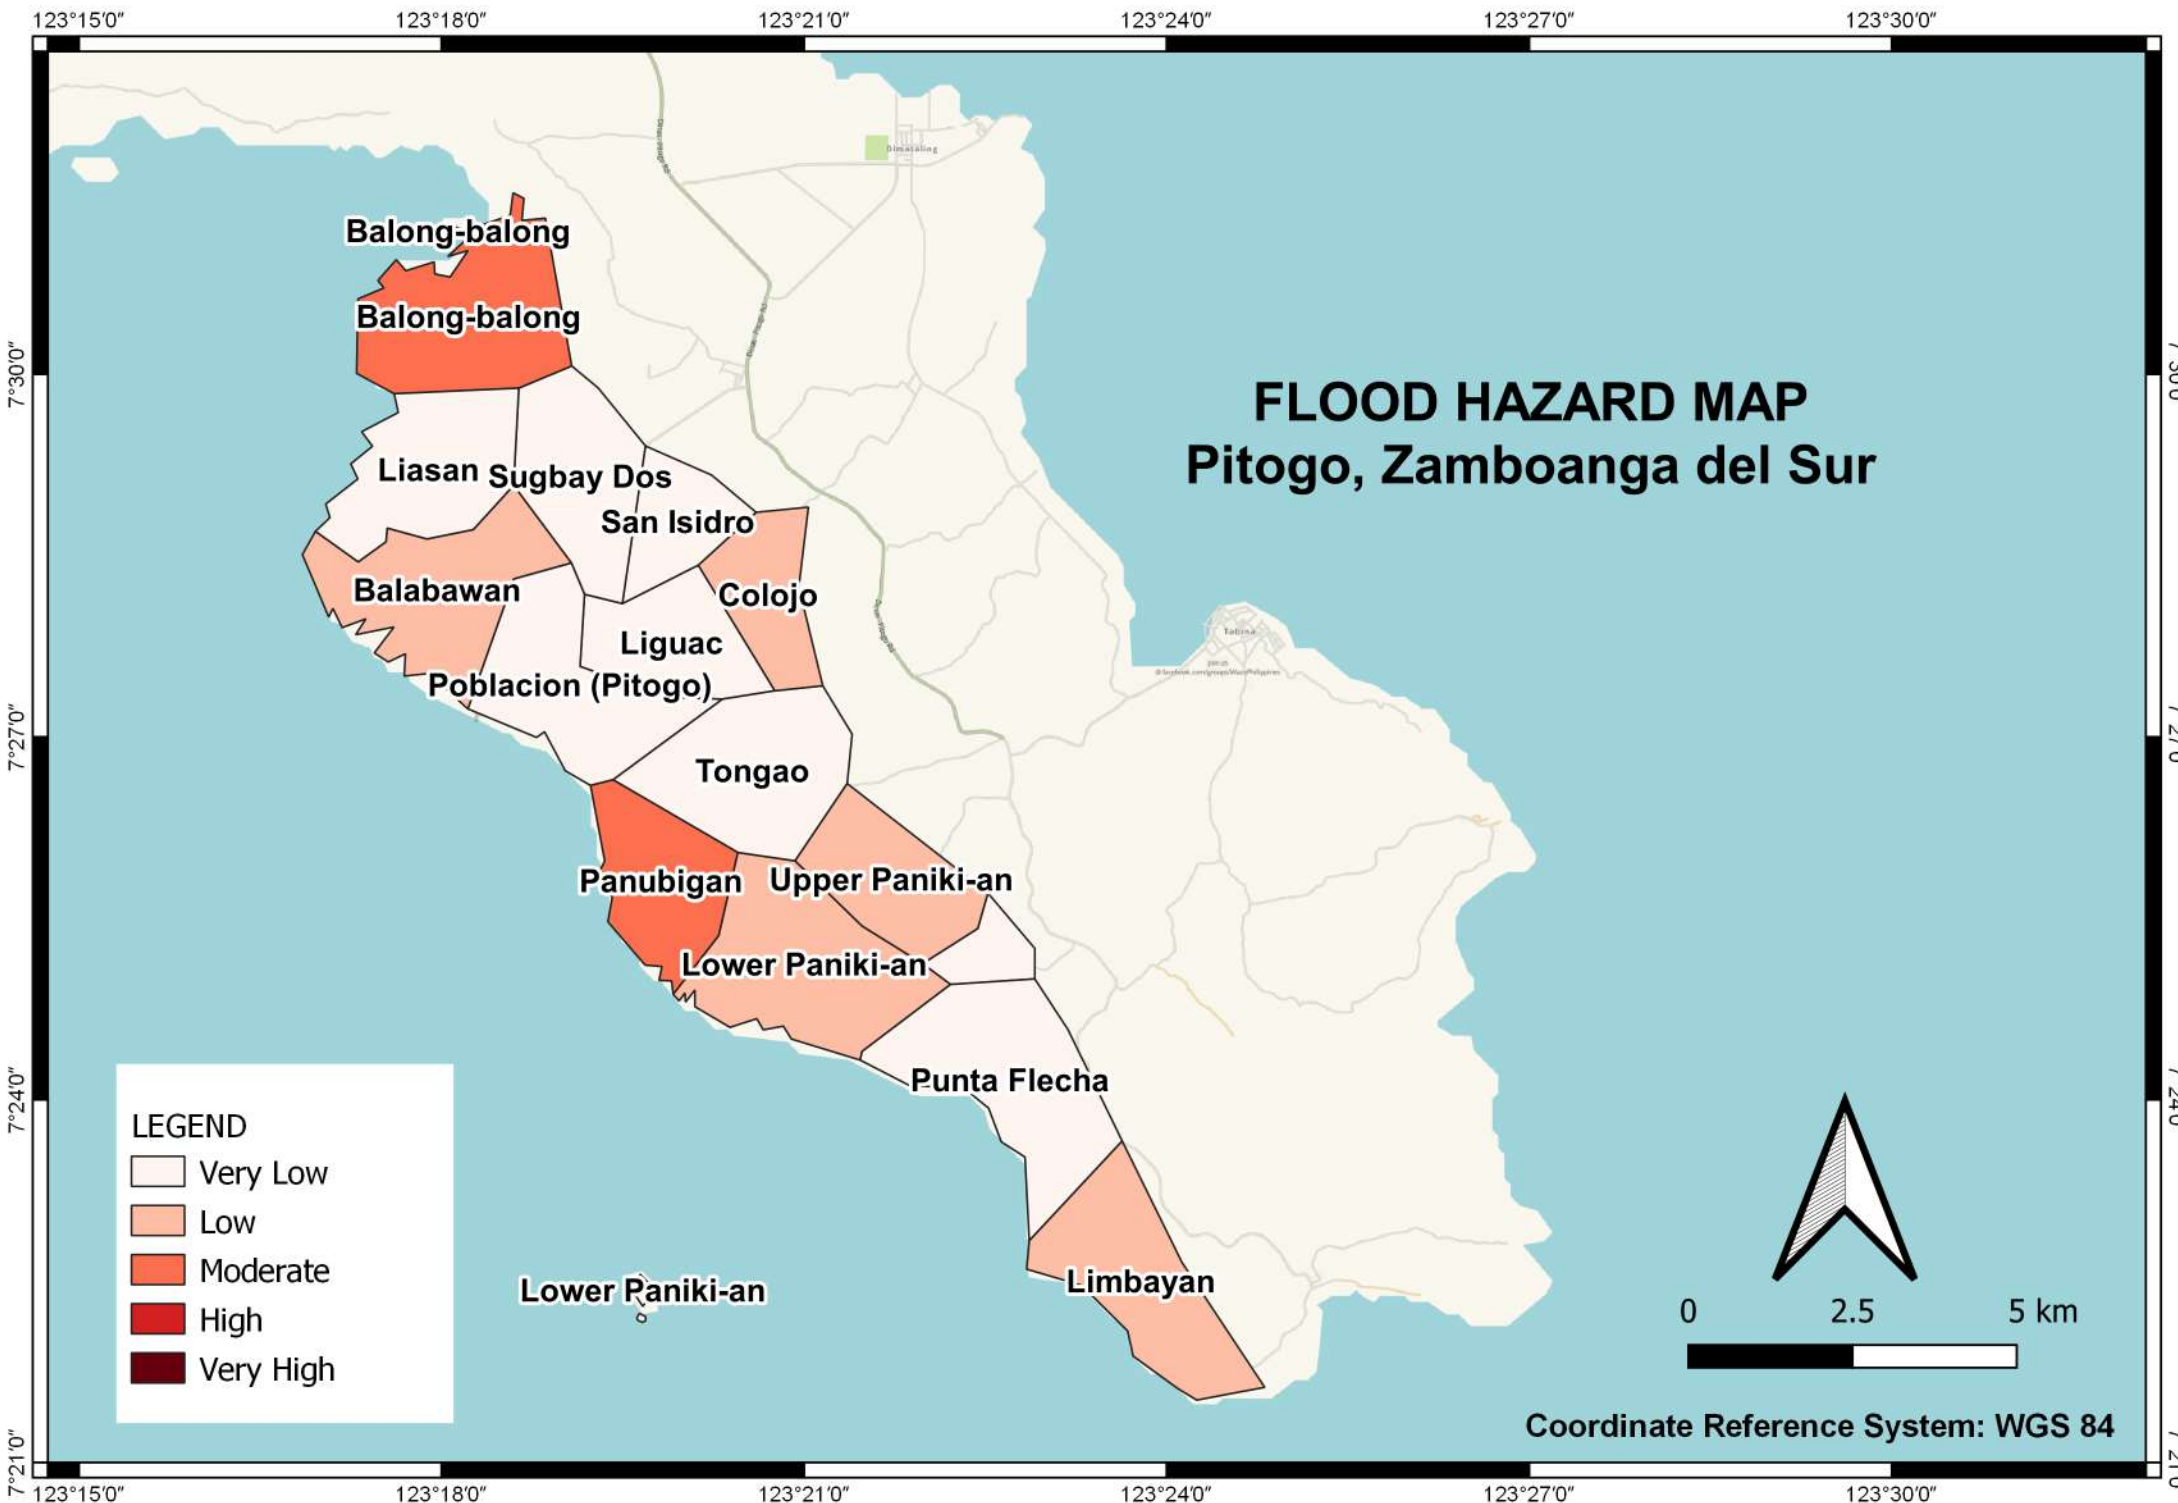 123°15′0″ 123°18′0″ 123°21′0″ 123°24′0″ 123°27′0″ 123°30′0″
Dimataling
Balong-balong
Balong-balong
7°30′0″
FLOOD HAZARD MAP
Pitogo, Zamboanga del Sur
Liasan
Sugbay Dos
San Isidro
Balabawan
Colojo
Tabina
Liguac
Poblacion (Pitogo)
7°27′0″
Tongao
Panubigan
Upper Paniki-an
Lower Paniki-an
Punta Flecha
7°24′0″
LEGEND
Very Low
Low
Moderate
High
Very High
Lower Paniki-an
Limbayan
0 2.5 5 km
Coordinate Reference System: WGS 84
7°21′0″
123°15′0″ 123°18′0″ 123°21′0″ 123°24′0″ 123°27′0″ 123°30′0″